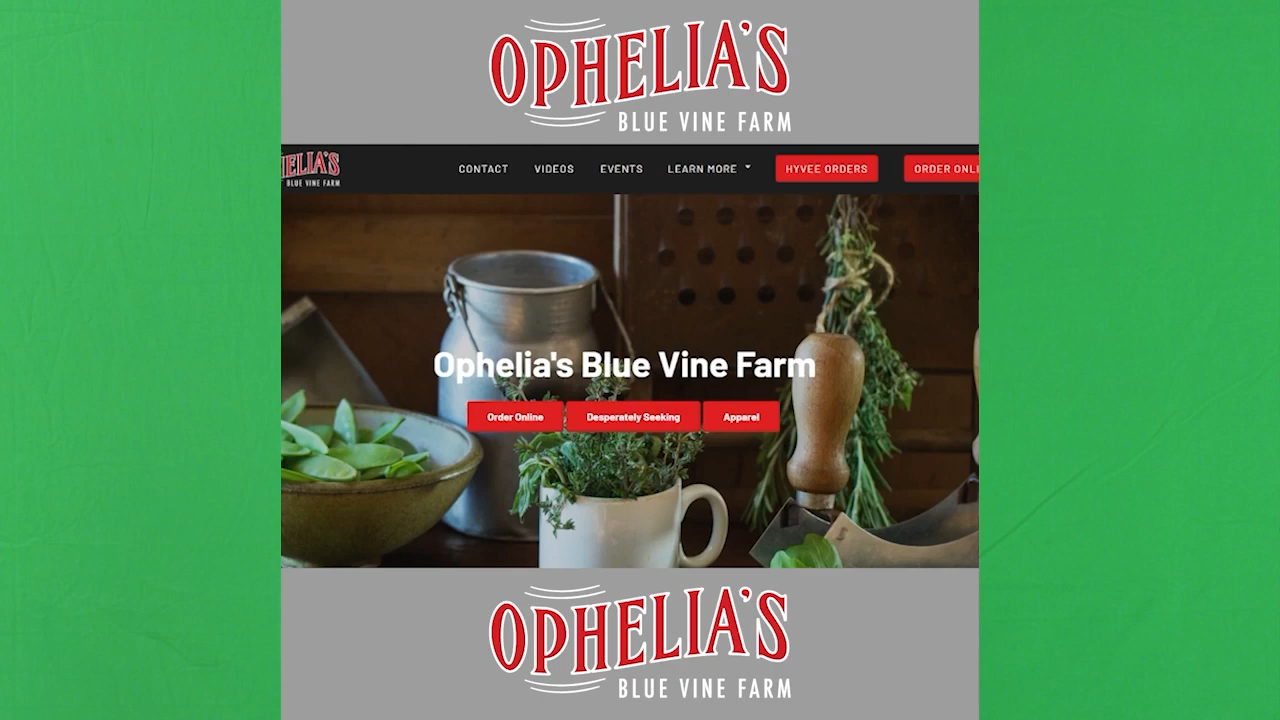 OPHELIA'S
BLUE VINE FARM
HELIA'S
BLUE VINE FARM
CONTACT VIDEOS EVENTS LEARN MORE HYVEE ORDERS ORDER ONLI
Ophelia's Blue Vine Farm
Order Online Desperately Seeking Apparel
OPHELIA'S
BLUE VINE FARM